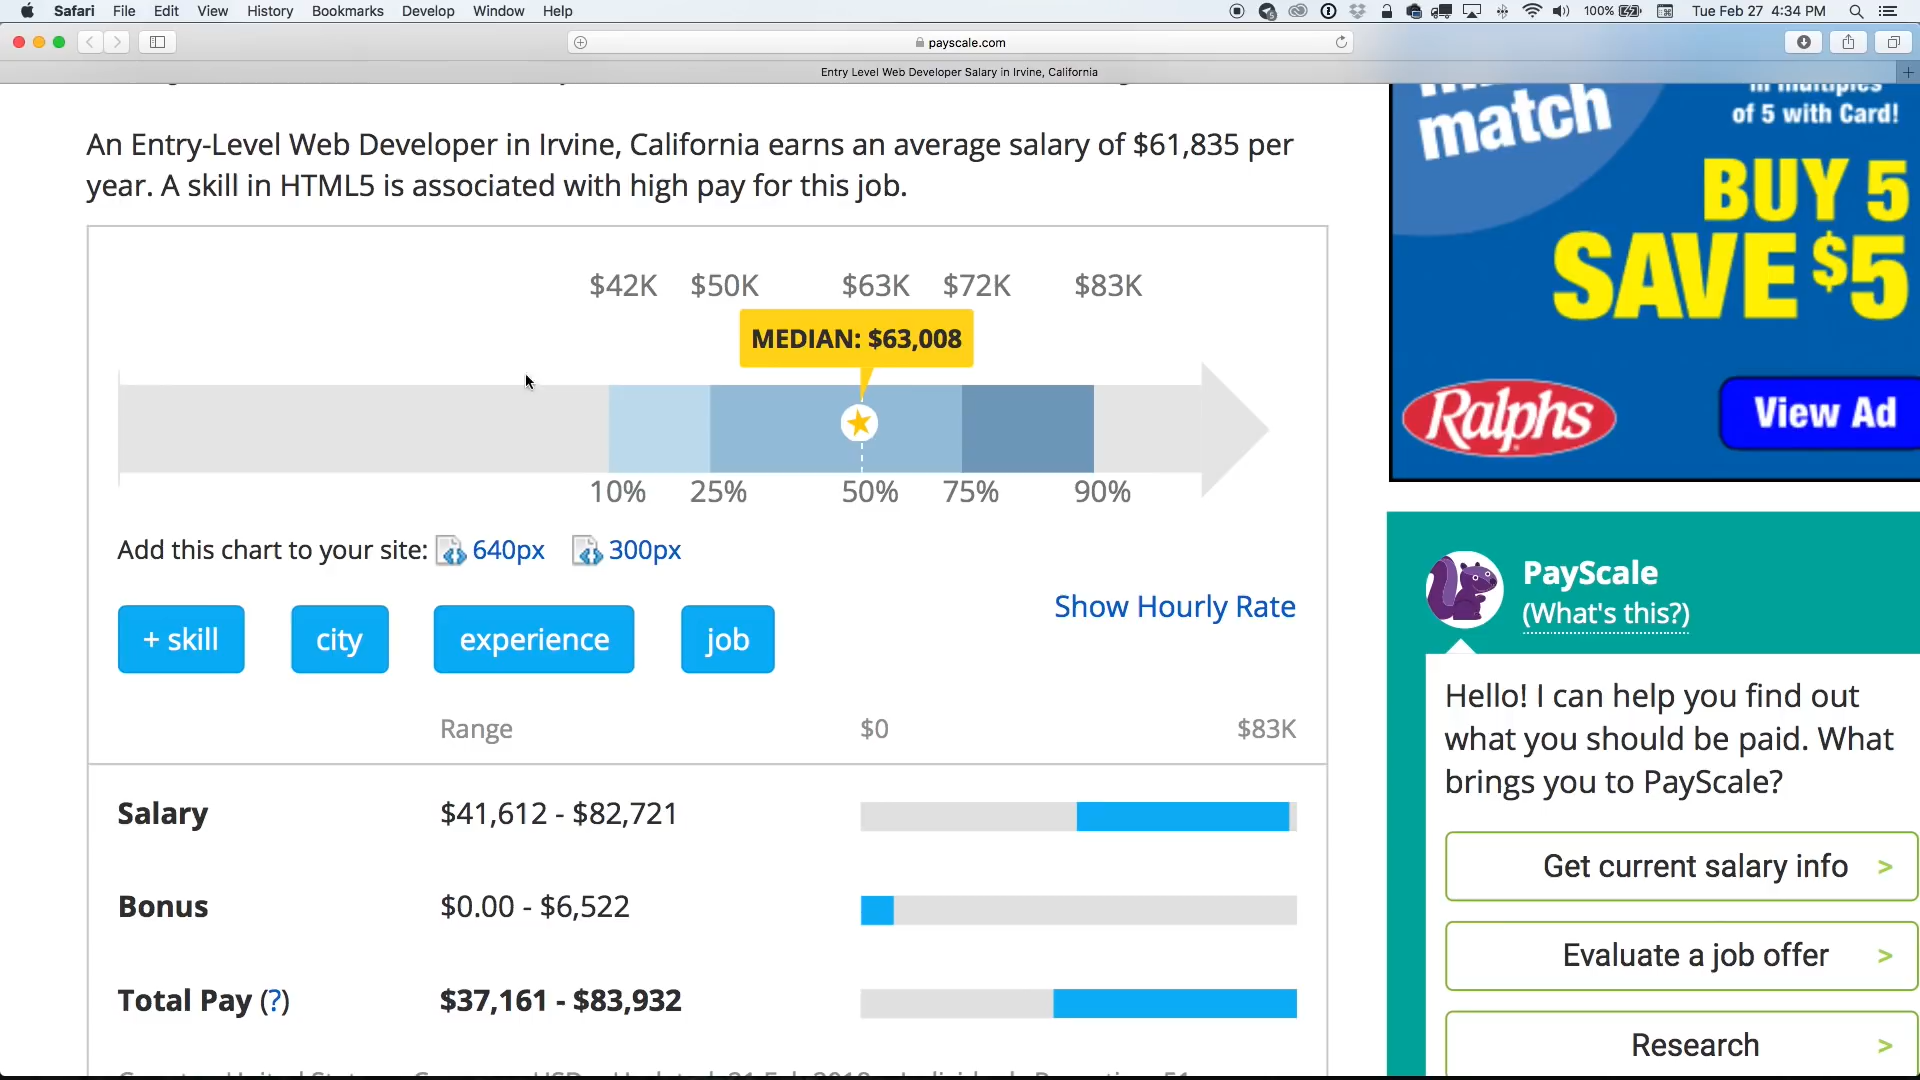 Safari File Edit View History Bookmarks Develop Window Help 100% Tue Feb 27 4:34 PM
payscale.com
Entry Level Web Developer Salary in Irvine, California
An Entry-Level Web Developer in Irvine, California earns an average salary of $61,835 per
year. A skill in HTML5 is associated with high pay for this job.
$42K $50K $63K $72K $83K
MEDIAN: $63,008
10% 25% 50% 75% 90%
Add this chart to your site: 640px 300px
Show Hourly Rate
+ skill city experience job
Range $0 $83K
Salary $41,612 - $82,721
Bonus $0.00 - $6,522
Total Pay (?) $37,161 - $83,932
match
in multiples
of 5 with Card!
BUY 5
SAVE $5
Ralphs
View Ad
PayScale
(What's this?)
Hello! I can help you find out
what you should be paid. What
brings you to PayScale?
Get current salary info >
Evaluate a job offer >
Research >